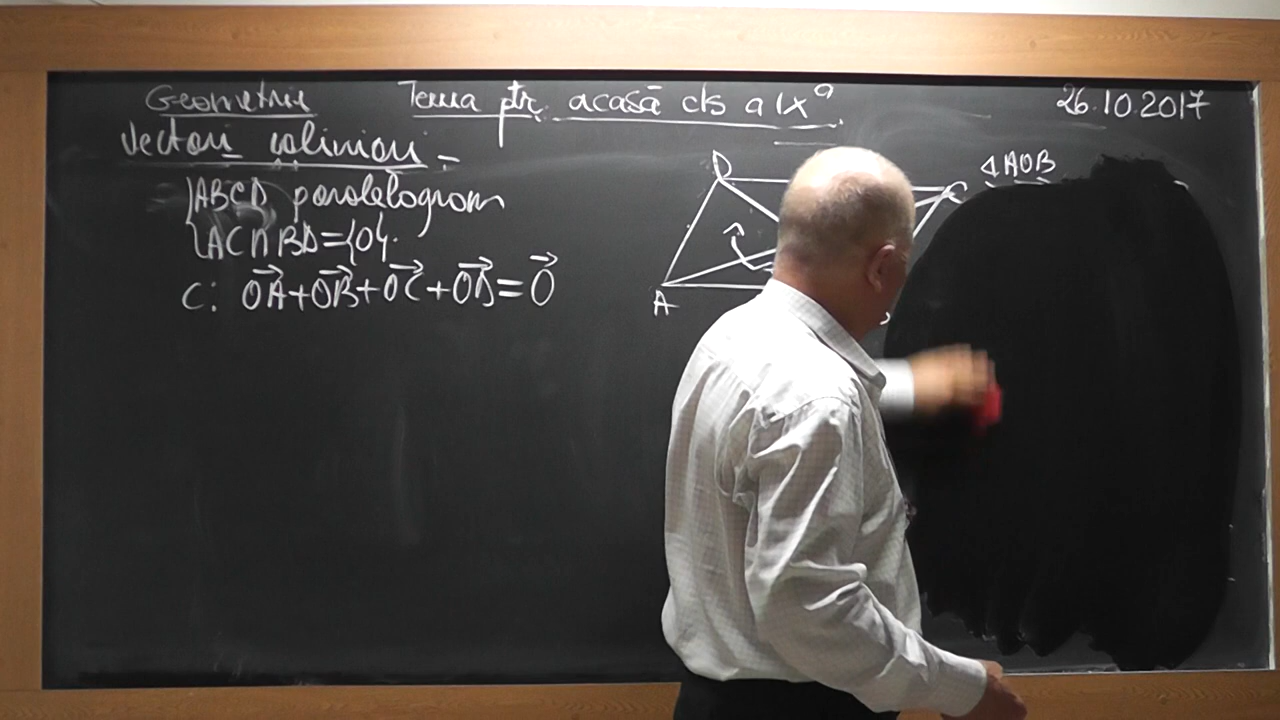 Geometrie Tema ptr. acasă cls a IX a 26.10.2017
Vectori coliniari
ABCD paralelogram
AC∩BD={O}.
C: OA+OB+OC+OD=O
D C ∢AOB
A